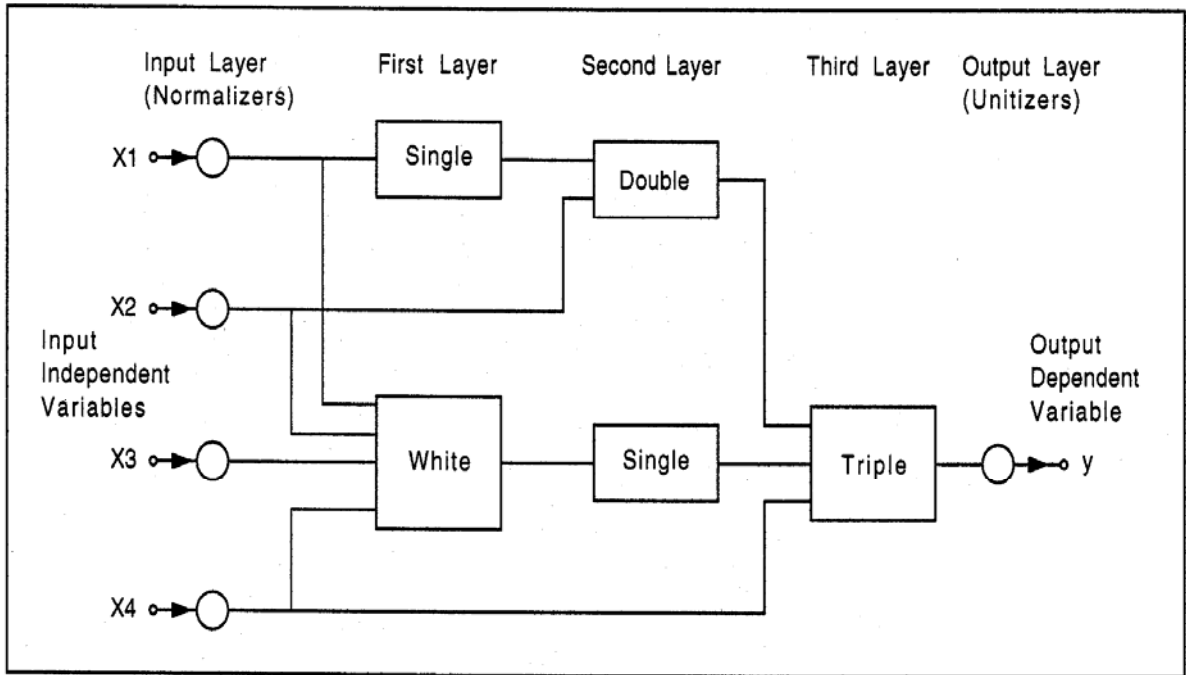 Input Layer
(Normalizers)
First Layer
Second Layer
Third Layer
Output Layer
(Unitizers)
X1
Single
Double
X2
Input
Independent
Variables
Output
Dependent
Variable
X3
White
Single
Triple
y
X4